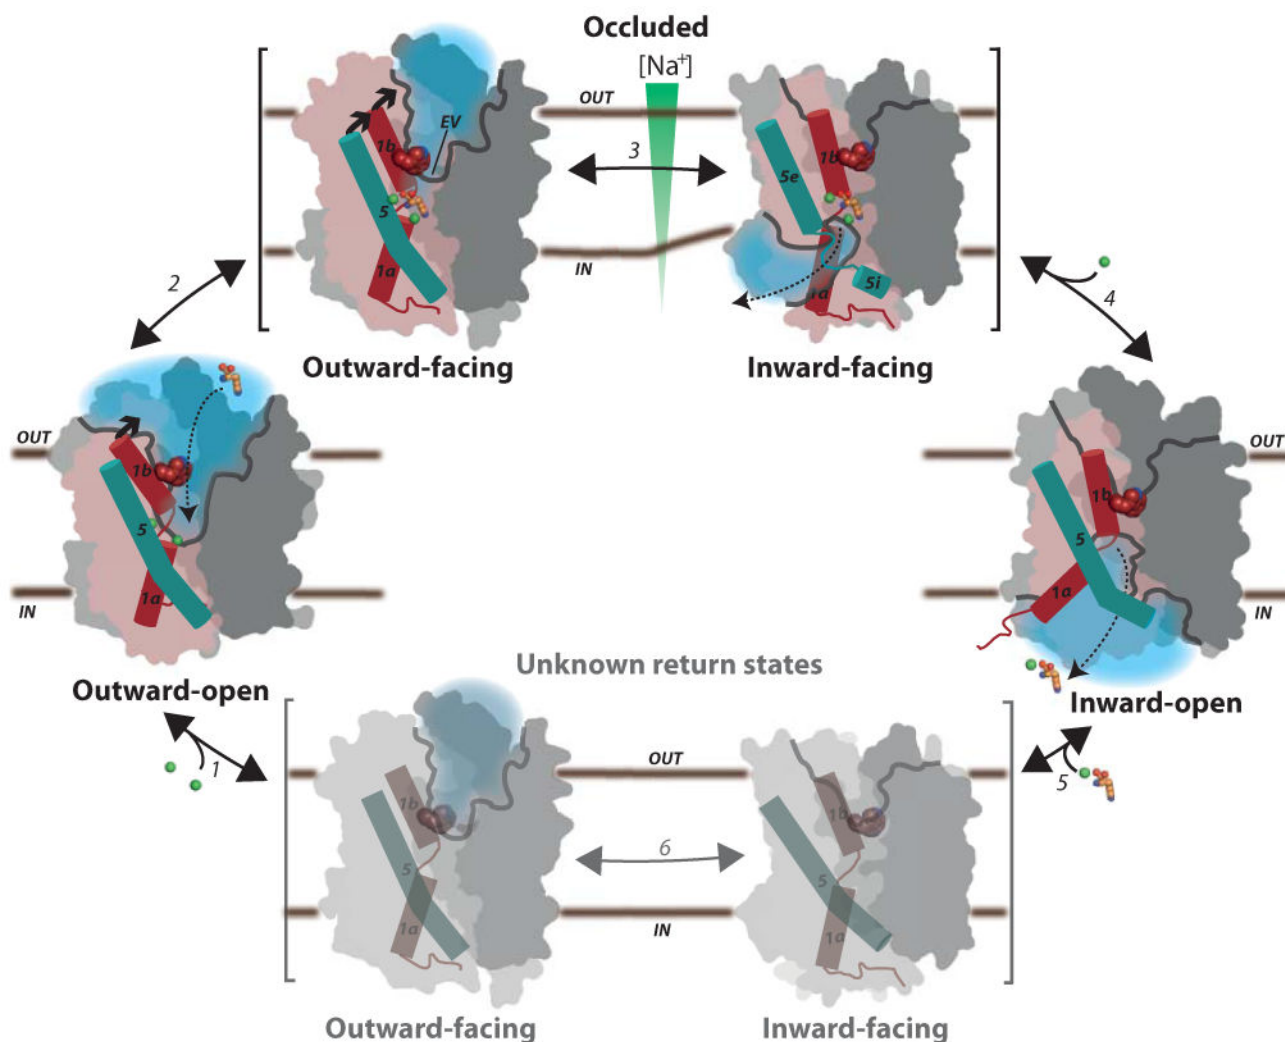 Occluded
[Na⁺]
OUT
EV
1b
5
1a
IN
3
5e
1b
1a
5i
2
4
Outward-facing
Inward-facing
OUT
1b
5
1a
IN
Outward-open
OUT
1b
5
1a
IN
Inward-open
Unknown return states
1
5
OUT
1b
5
1a
IN
6
1b
5
1a
Outward-facing
Inward-facing